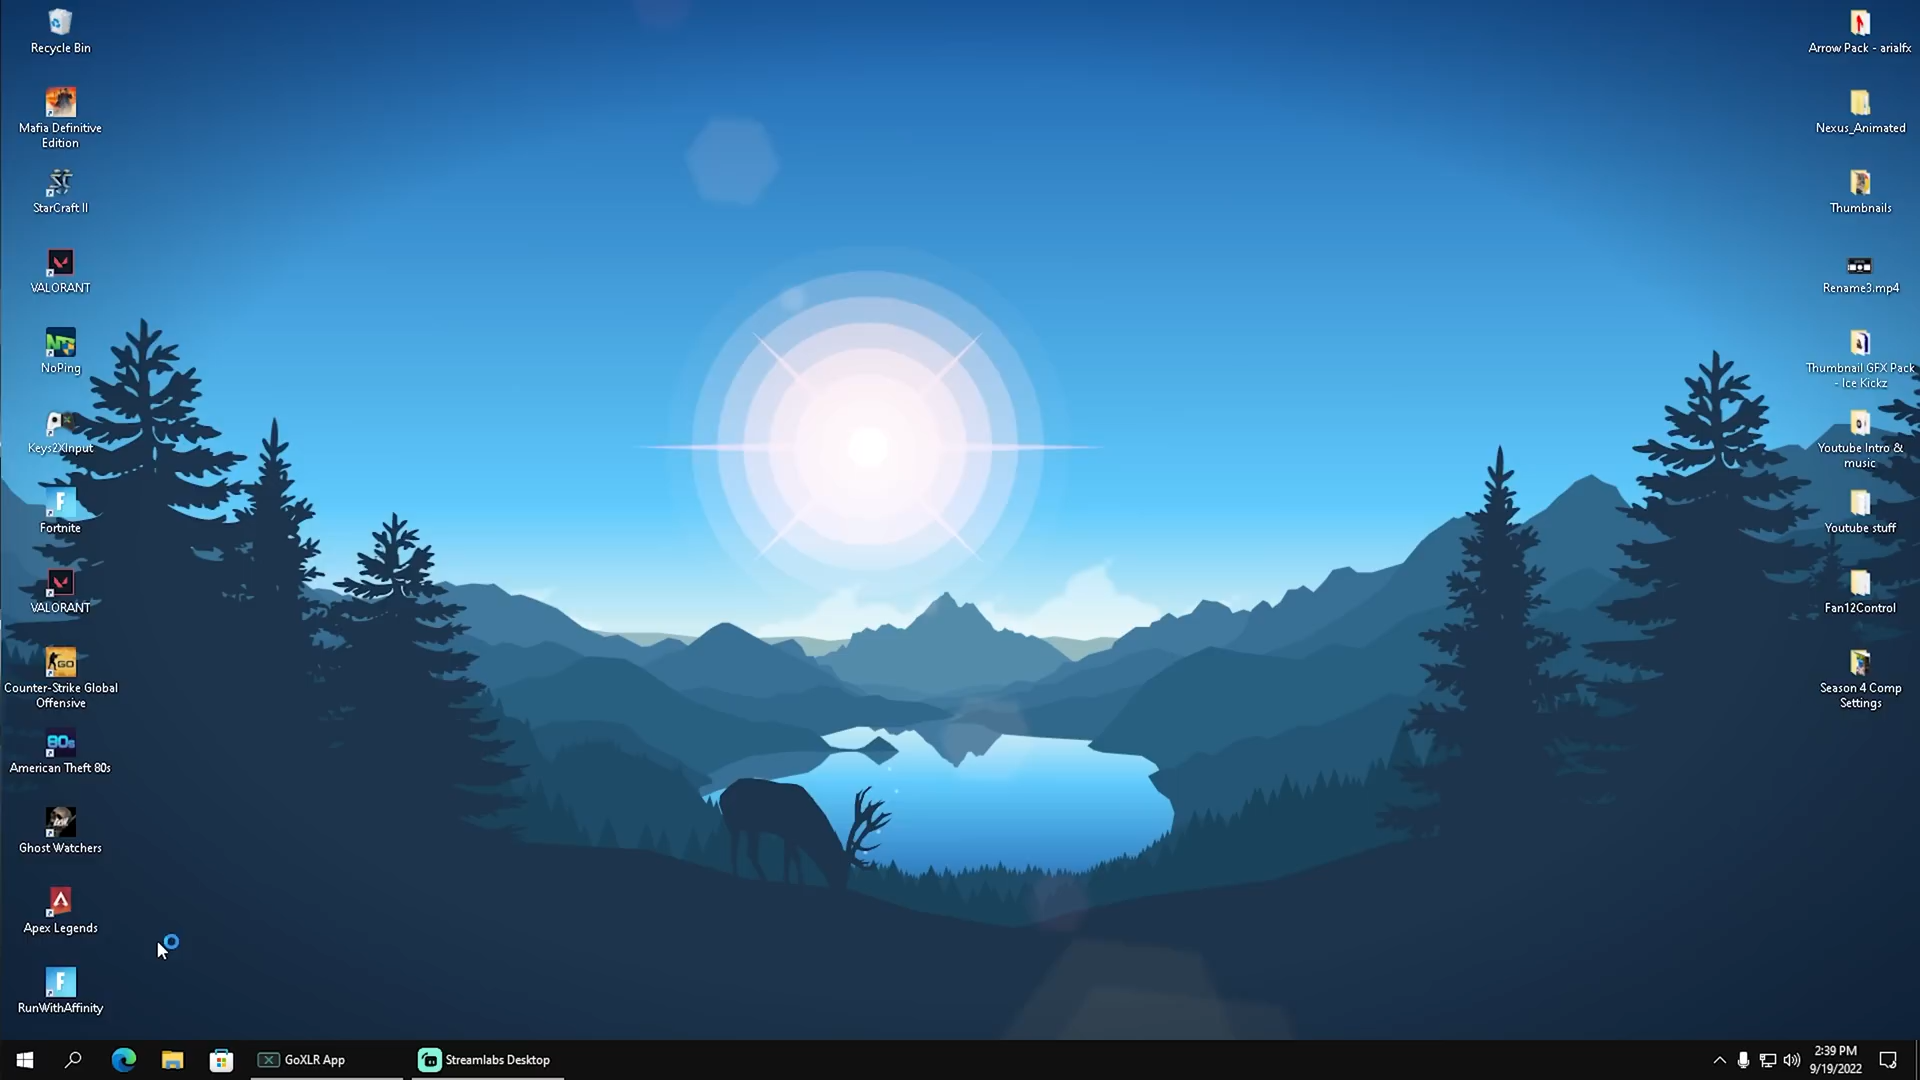 Recycle Bin
Mafia Definitive
Edition
StarCraft II
VALORANT
NoPing
Keys2XInput
Fortnite
VALORANT
Counter-Strike Global
Offensive
80s
American Theft 80s
Ghost Watchers
Apex Legends
RunWithAffinity
Arrow Pack - arialfx
Nexus_Animated
Thumbnails
Rename3.mp4
Thumbnail GFX Pack
- Ice Kickz
Youtube Intro &
music
Youtube stuff
Fan12Control
Season 4 Comp
Settings
GoXLR App
Streamlabs Desktop
2:39 PM
9/19/2022